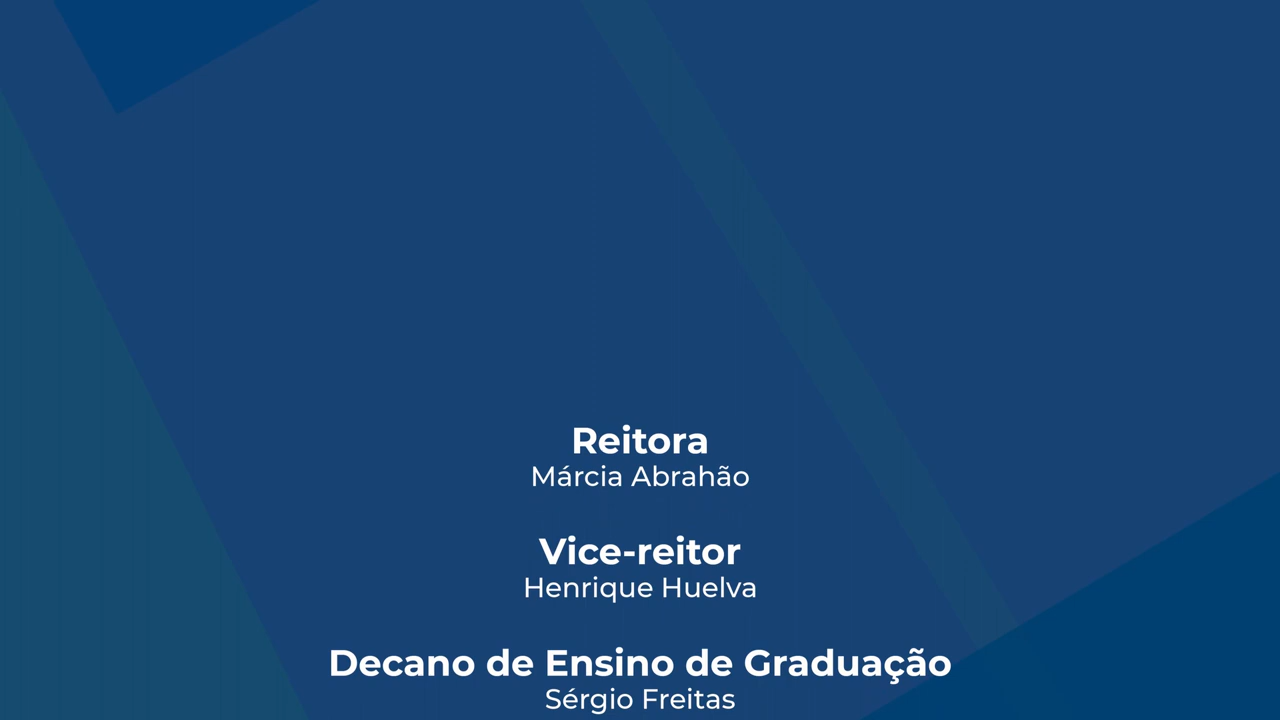 Reitora
Márcia Abrahão
Vice-reitor
Henrique Huelva
Decano de Ensino de Graduação
Sérgio Freitas